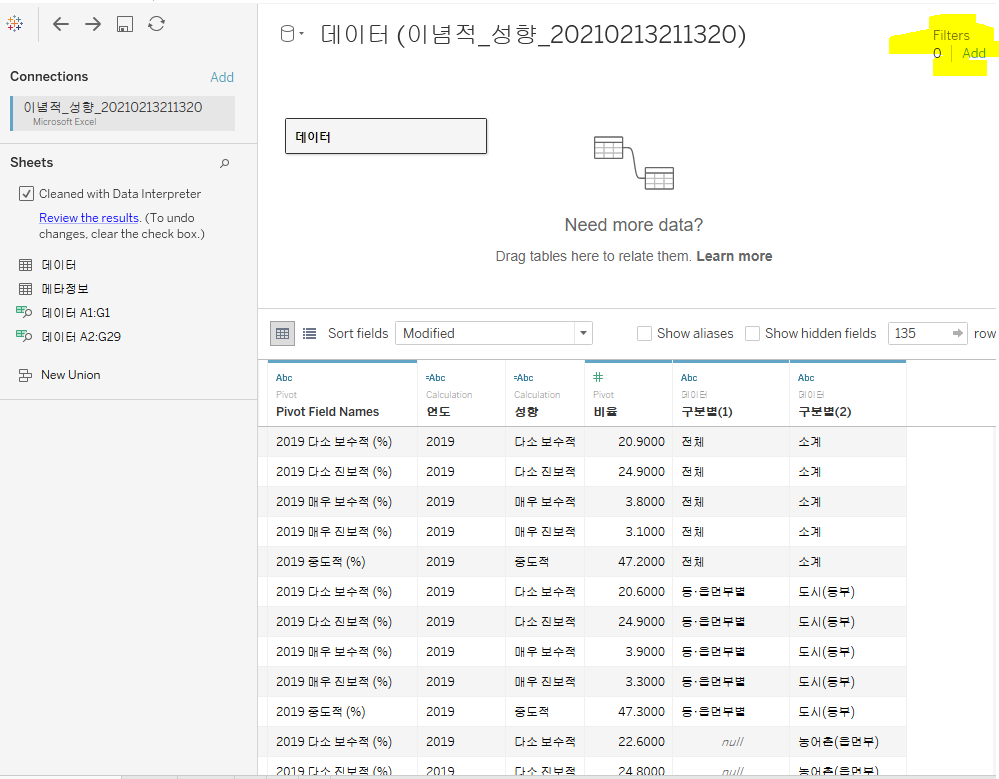 데이터 (이념적_성향_20210213211320)
Filters
0 Add
Connections Add
이념적_성향_20210213211320
Microsoft Excel
Sheets
Cleaned with Data Interpreter
Review the results. (To undo
changes, clear the check box.)
데이터
메타정보
데이터 A1:G1
데이터 A2:G29
New Union
데이터
Need more data?
Drag tables here to relate them. Learn more
Sort fields Modified Show aliases Show hidden fields 135 row
Abc =Abc =Abc # Abc Abc
Pivot Calculation Calculation Pivot 데이터 데이터
Pivot Field Names 연도 성향 비율 구분별(1) 구분별(2)
2019 다소 보수적 (%) 2019 다소 보수적 20.9000 전체 소계
2019 다소 진보적 (%) 2019 다소 진보적 24.9000 전체 소계
2019 매우 보수적 (%) 2019 매우 보수적 3.8000 전체 소계
2019 매우 진보적 (%) 2019 매우 진보적 3.1000 전체 소계
2019 중도적 (%) 2019 중도적 47.2000 전체 소계
2019 다소 보수적 (%) 2019 다소 보수적 20.6000 동·읍면부별 도시(동부)
2019 다소 진보적 (%) 2019 다소 진보적 24.9000 동·읍면부별 도시(동부)
2019 매우 보수적 (%) 2019 매우 보수적 3.9000 동·읍면부별 도시(동부)
2019 매우 진보적 (%) 2019 매우 진보적 3.3000 동·읍면부별 도시(동부)
2019 중도적 (%) 2019 중도적 47.3000 동·읍면부별 도시(동부)
2019 다소 보수적 (%) 2019 다소 보수적 22.6000 null 농어촌(읍면부)
2019 다소 진보적 (%) 2019 다소 진보적 24.8000 null 농어촌(읍면부)